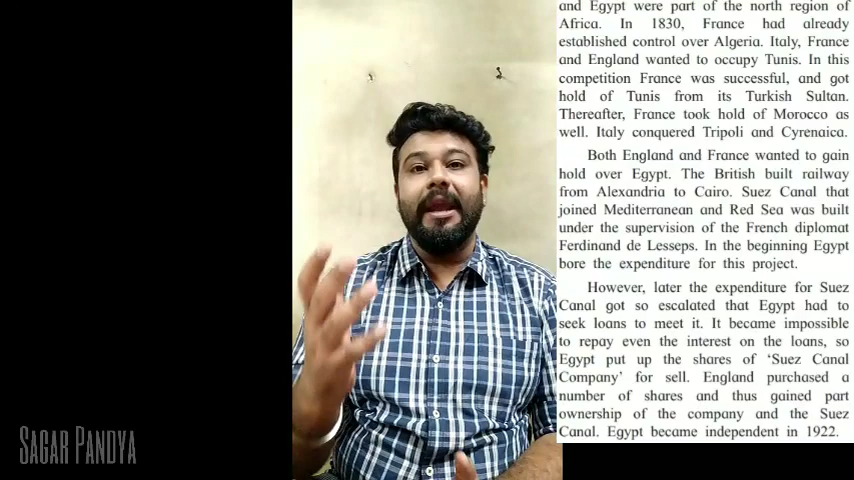 and Egypt were part of the north region of
Africa. In 1830, France had already
established control over Algeria. Italy, France
and England wanted to occupy Tunis. In this
competition France was successful, and got
hold of Tunis from its Turkish Sultan.
Thereafter, France took hold of Morocco as
well. Italy conquered Tripoli and Cyrenaica.
Both England and France wanted to gain
hold over Egypt. The British built railway
from Alexandria to Cairo. Suez Canal that
joined Mediterranean and Red Sea was built
under the supervision of the French diplomat
Ferdinand de Lesseps. In the beginning Egypt
bore the expenditure for this project.
However, later the expenditure for Suez
Canal got so escalated that Egypt had to
seek loans to meet it. It became impossible
to repay even the interest on the loans, so
Egypt put up the shares of ‘Suez Canal
Company’ for sell. England purchased a
number of shares and thus gained part
ownership of the company and the Suez
Canal. Egypt became independent in 1922.
SAGAR PANDYA